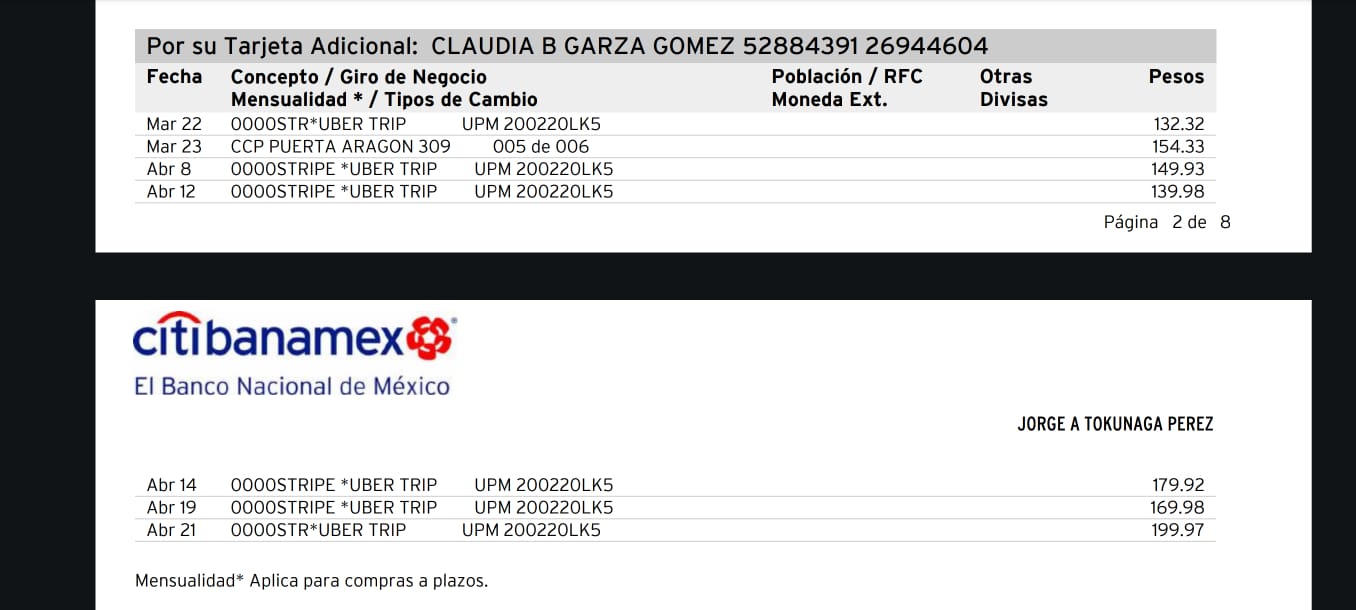 Por su Tarjeta Adicional: CLAUDIA B GARZA GOMEZ 52884391 26944604
Fecha Concepto / Giro de Negocio Población / RFC Otras Pesos
Mensualidad * / Tipos de Cambio Moneda Ext. Divisas
Mar 22 0000STR*UBER TRIP UPM 200220LK5 132.32
Mar 23 CCP PUERTA ARAGON 309 005 de 006 154.33
Abr 8 0000STRIPE *UBER TRIP UPM 200220LK5 149.93
Abr 12 0000STRIPE *UBER TRIP UPM 200220LK5 139.98
Página 2 de 8
citibanamex®
El Banco Nacional de México
JORGE A TOKUNAGA PEREZ
Abr 14 0000STRIPE *UBER TRIP UPM 200220LK5 179.92
Abr 19 0000STRIPE *UBER TRIP UPM 200220LK5 169.98
Abr 21 0000STR*UBER TRIP UPM 200220LK5 199.97
Mensualidad* Aplica para compras a plazos.